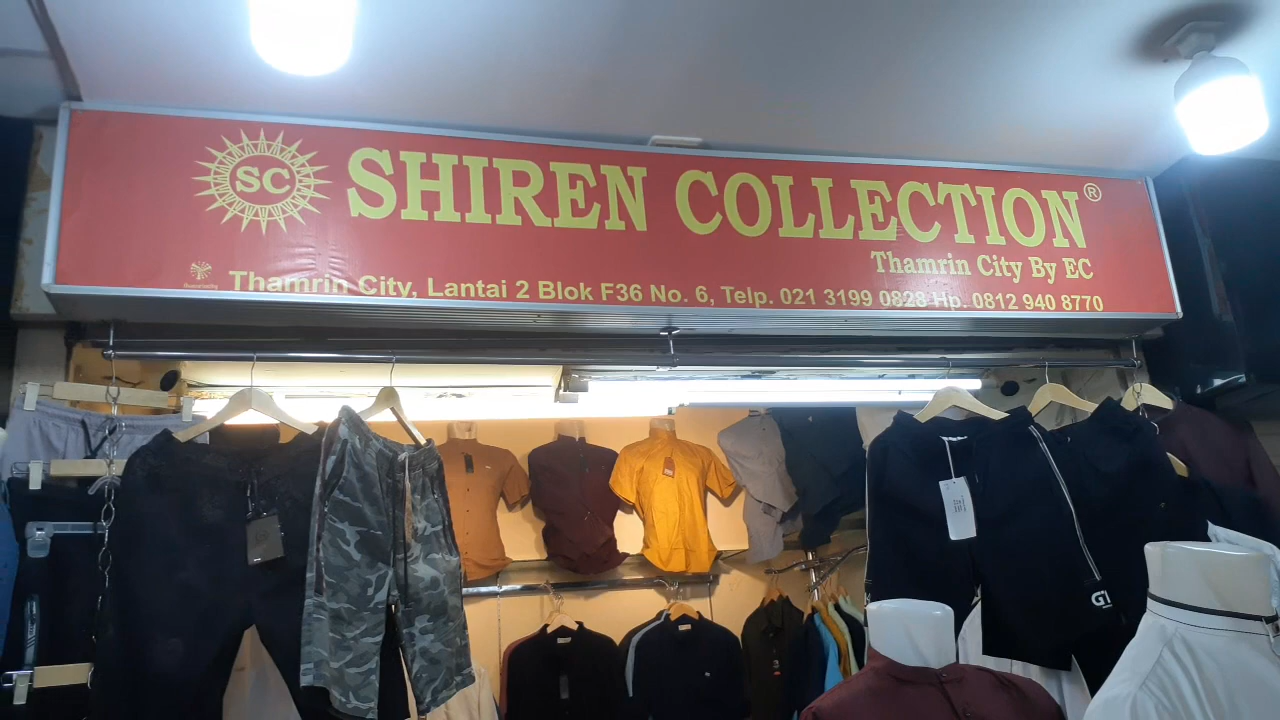 SC
SHIREN COLLECTION®
Thamrin City By EC
Thamrin City, Lantai 2 Blok F36 No. 6, Telp. 021 3199 0828 Hp. 0812 940 8770
G1